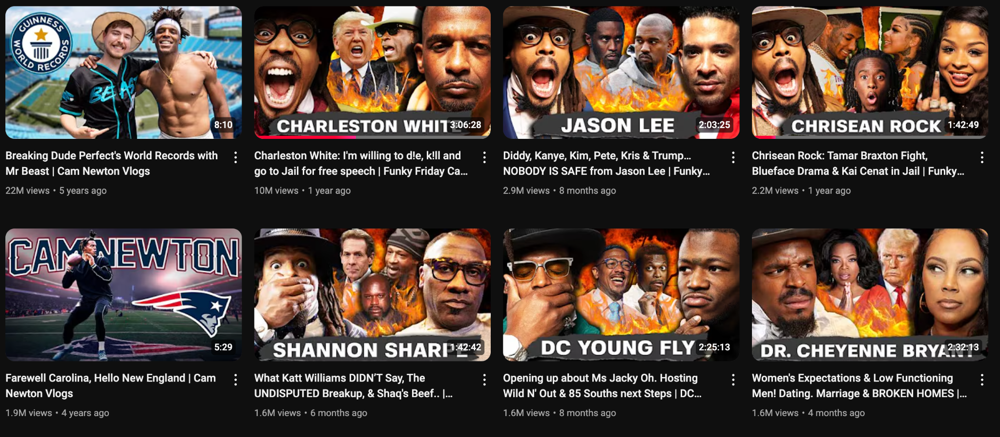 GUINNESS
WORLD RECORDS
BEAST
8:10
Breaking Dude Perfect's World Records with
Mr Beast | Cam Newton Vlogs
22M views • 5 years ago
CHARLESTON WHITE
3:06:28
Charleston White: I'm willing to d!e, k!ll and
go to Jail for free speech | Funky Friday Ca...
10M views • 1 year ago
JASON LEE
2:03:25
Diddy, Kanye, Kim, Pete, Kris & Trump...
NOBODY IS SAFE from Jason Lee | Funky...
2.9M views • 8 months ago
CHRISEAN ROCK
1:42:49
Chrisean Rock: Tamar Braxton Fight,
Blueface Drama & Kai Cenat in Jail | Funky...
2.2M views • 1 year ago
CAM NEWTON
5:29
Farewell Carolina, Hello New England | Cam
Newton Vlogs
1.9M views • 4 years ago
SHANNON SHARPE
1:42:42
What Katt Williams DIDN’T Say, The
UNDISPUTED Breakup, & Shaq's Beef.. |...
1.6M views • 6 months ago
DC YOUNG FLY
2:25:13
Opening up about Ms Jacky Oh. Hosting
Wild N' Out & 85 Souths next Steps | DC...
1.6M views • 8 months ago
DR. CHEYENNE BRYANT
2:32:13
Women's Expectations & Low Functioning
Men! Dating. Marriage & BROKEN HOMES |...
1.6M views • 4 months ago